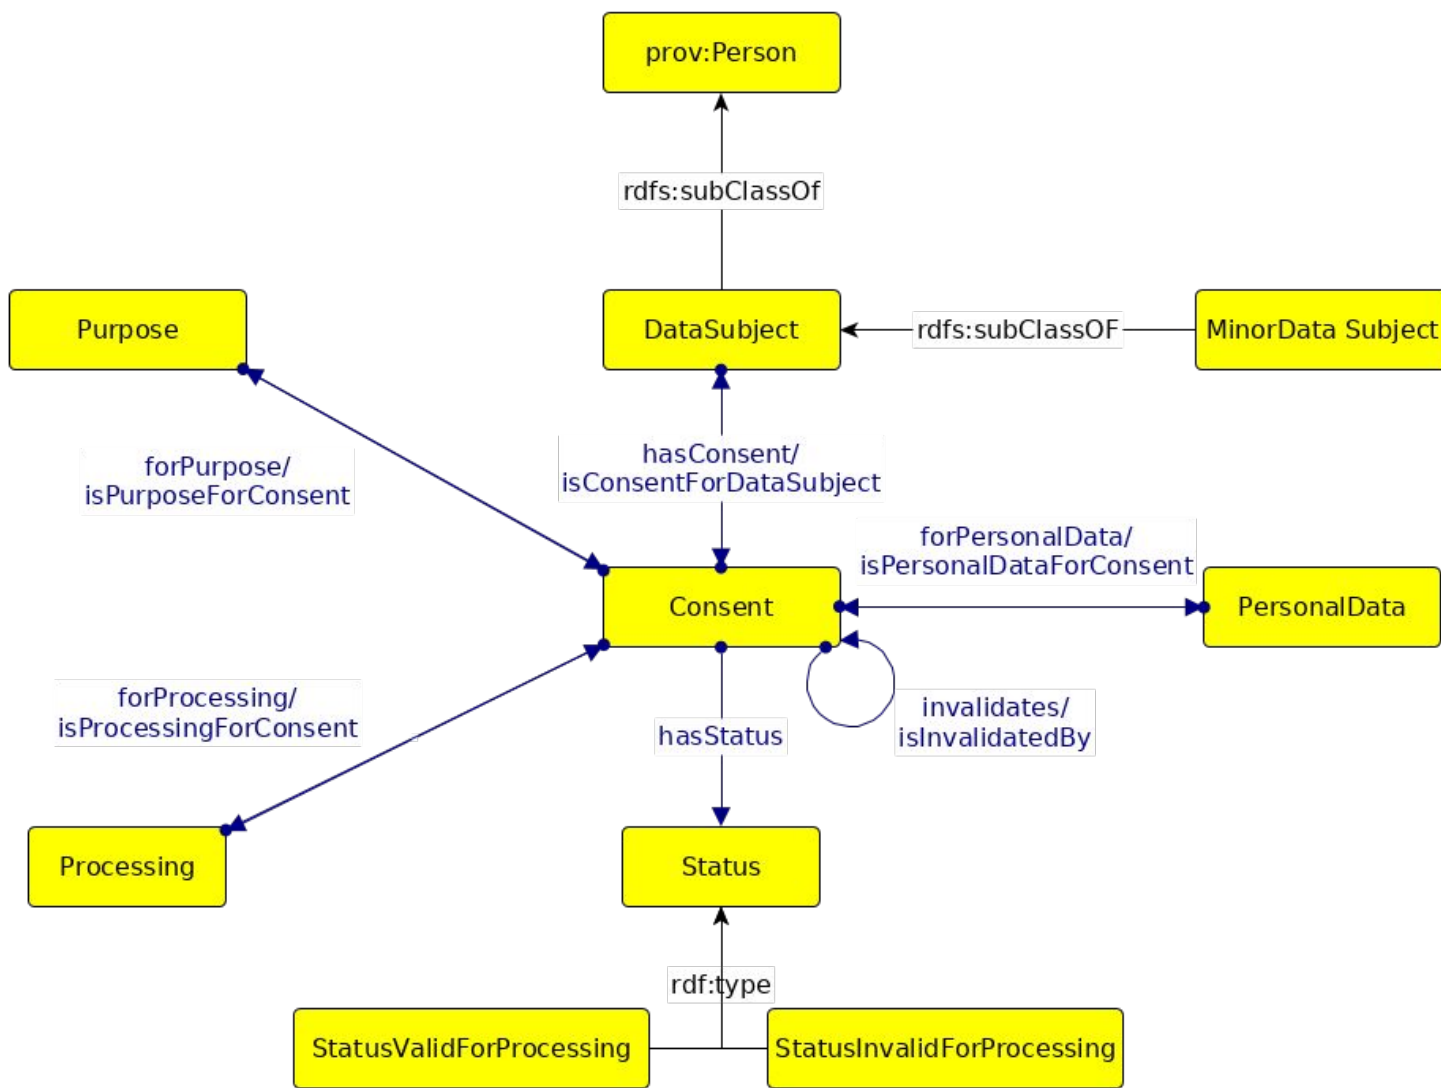 prov:Person
rdfs:subClassOf
Purpose
DataSubject
rdfs:subClassOF
MinorData Subject
forPurpose/
isPurposeForConsent
hasConsent/
isConsentForDataSubject
forPersonalData/
isPersonalDataForConsent
Consent
PersonalData
forProcessing/
isProcessingForConsent
hasStatus
invalidates/
isInvalidatedBy
Processing
Status
rdf:type
StatusValidForProcessing
StatusInvalidForProcessing